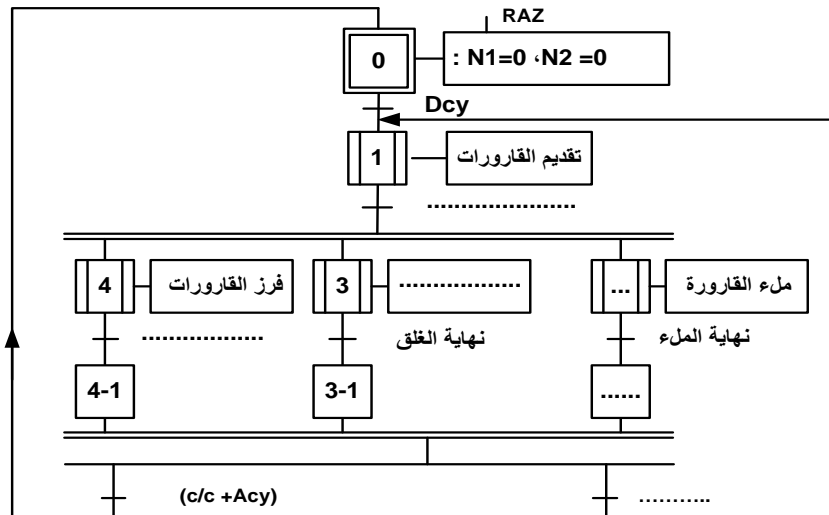 RAZ
0
: N1=0 ، N2 =0
Dcy
1
تقديم القارورات
........................
4
فرز القارورات
3
...................
...
ملء القارورة
...................
نهاية الغلق
نهاية الملء
4-1
3-1
......
(c/c +Acy)
...........